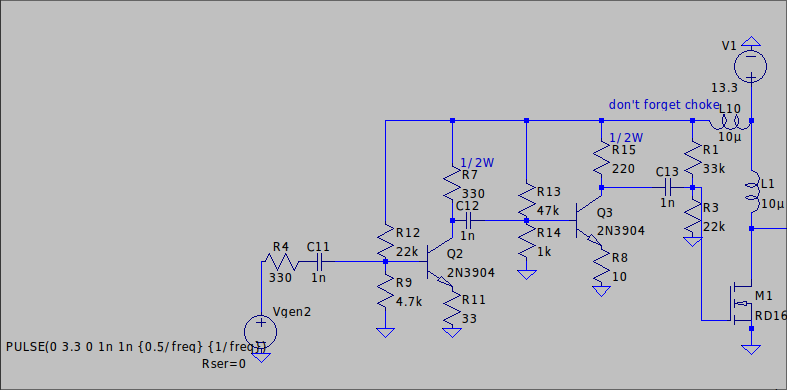 V1
13.3
don't forget choke
L10
10µ
1/2W
R15
220
R1
33k
1/2W
R7
330
C13
1n
L1
10µ
R13
47k
C12
1n
Q3
2N3904
R3
22k
R12
22k
R14
1k
R4
330
C11
1n
Q2
2N3904
R8
10
R9
4.7k
R11
33
M1
RD16
Vgen2
PULSE(0 3.3 0 1n 1n {0.5/freq} {1/freq})
Rser=0